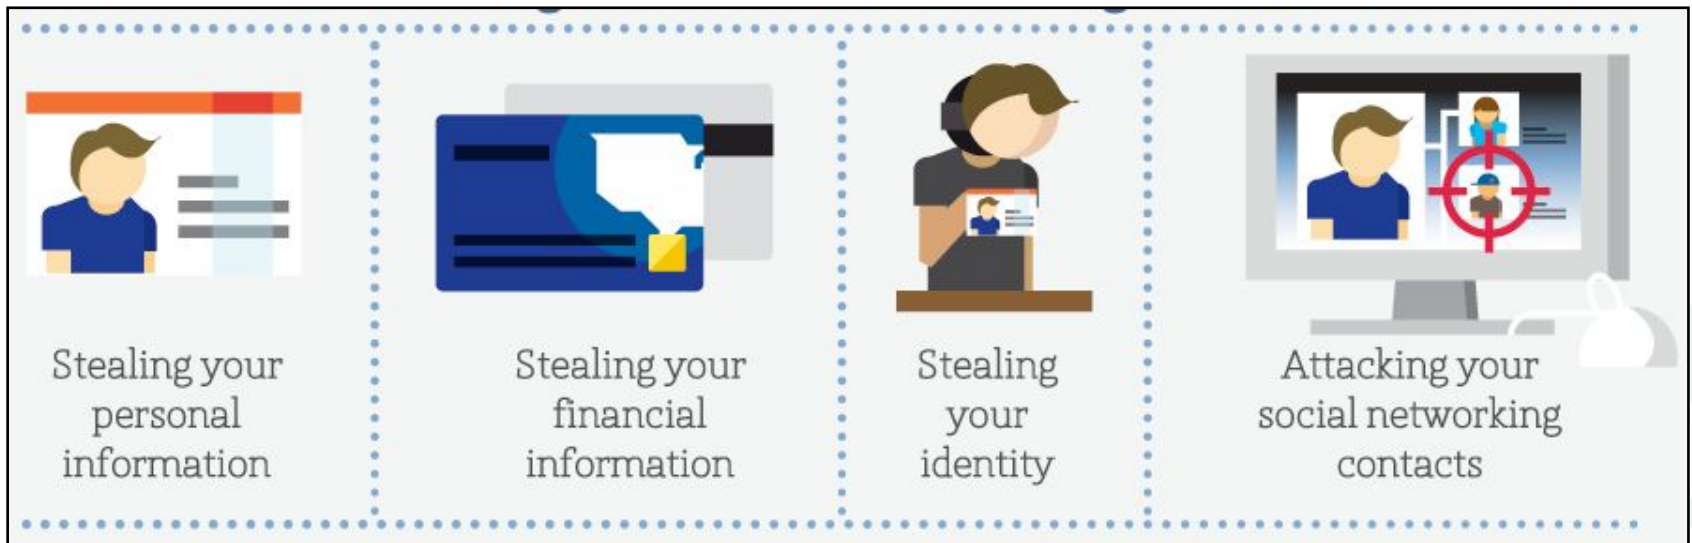 Stealing your
personal
information
Stealing your
financial
information
Stealing
your
identity
Attacking your
social networking
contacts